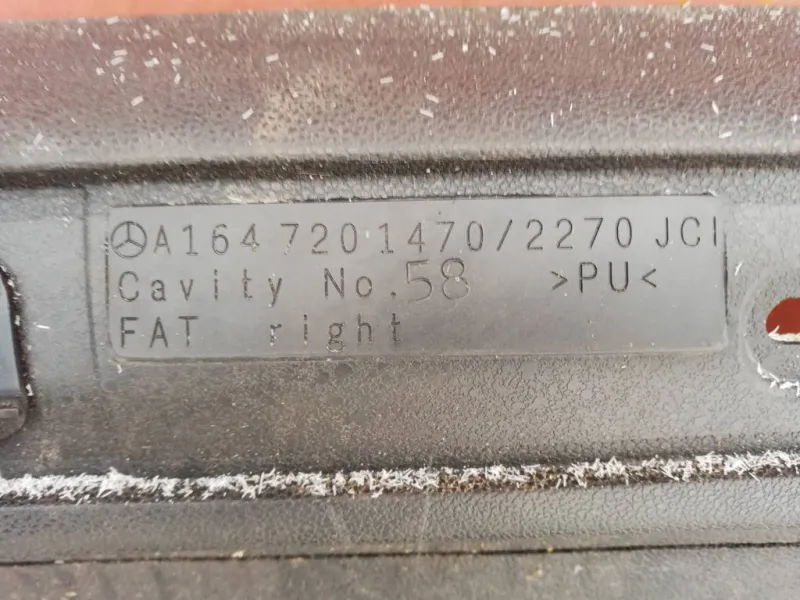 A164 720 1470/2270 JCI
Cavity No. 58 >PU<
FAT right